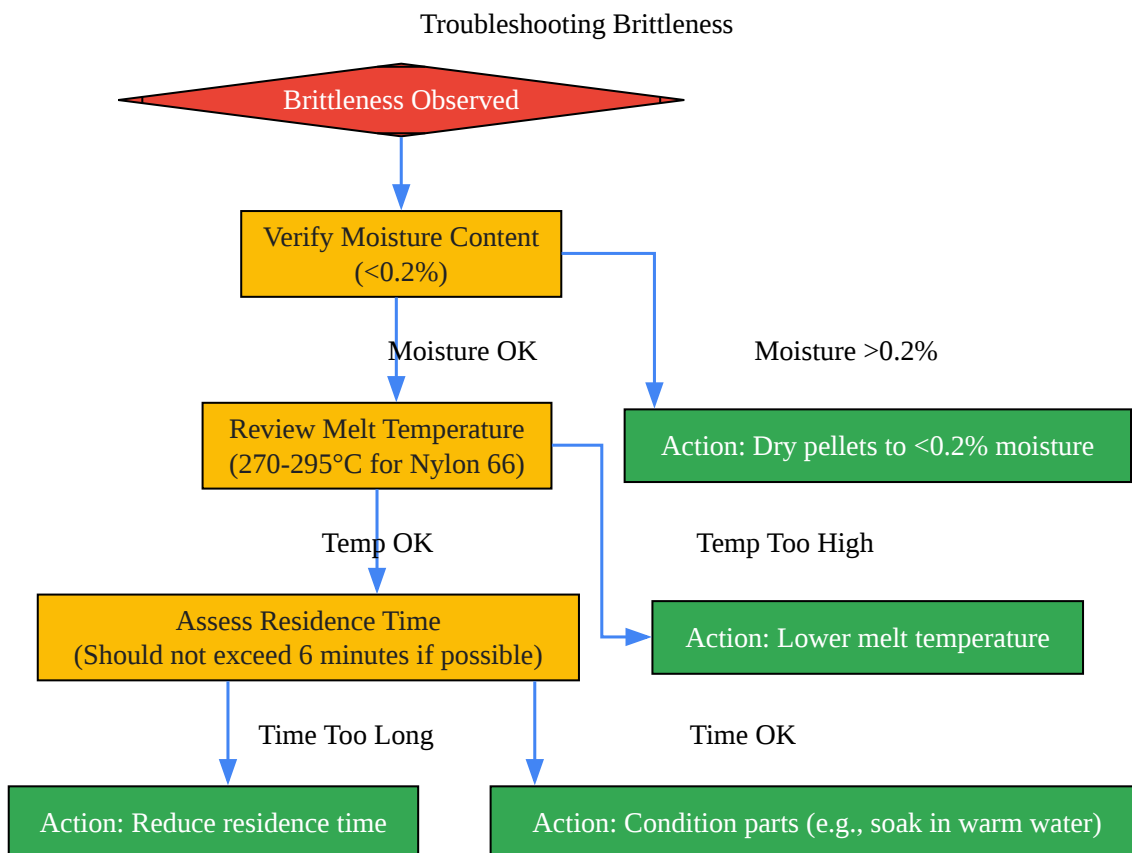 Troubleshooting Brittleness
Brittleness Observed
Verify Moisture Content
(<0.2%)
Moisture OK
Moisture >0.2%
Review Melt Temperature
(270-295°C for Nylon 66)
Action: Dry pellets to <0.2% moisture
Temp OK
Temp Too High
Assess Residence Time
(Should not exceed 6 minutes if possible)
Action: Lower melt temperature
Time Too Long
Time OK
Action: Reduce residence time
Action: Condition parts (e.g., soak in warm water)